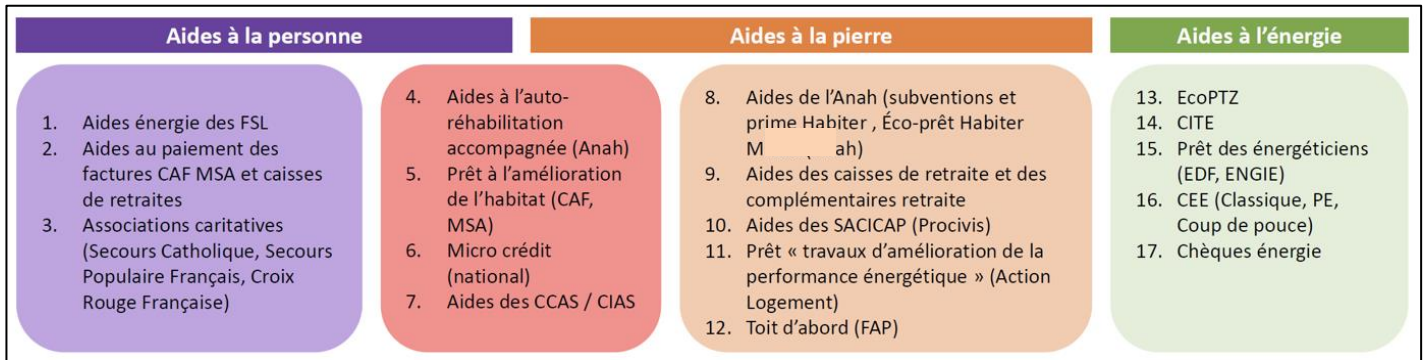 Aides à la personne
Aides à la pierre
Aides à l’énergie
1. Aides énergie des FSL
2. Aides au paiement des
factures CAF MSA et caisses
de retraites
3. Associations caritatives
(Secours Catholique, Secours
Populaire Français, Croix
Rouge Française)
4. Aides à l’auto-
réhabilitation
accompagnée (Anah)
5. Prêt à l’amélioration
de l’habitat (CAF,
MSA)
6. Micro crédit
(national)
7. Aides des CCAS / CIAS
8. Aides de l’Anah (subventions et
prime Habiter , Éco-prêt Habiter
9. Aides des caisses de retraite et des
complémentaires retraite
10. Aides des SACICAP (Procivis)
11. Prêt « travaux d’amélioration de la
performance énergétique » (Action
Logement)
12. Toit d’abord (FAP)
13. EcoPTZ
14. CITE
15. Prêt des énergéticiens
(EDF, ENGIE)
16. CEE (Classique, PE,
Coup de pouce)
17. Chèques énergie